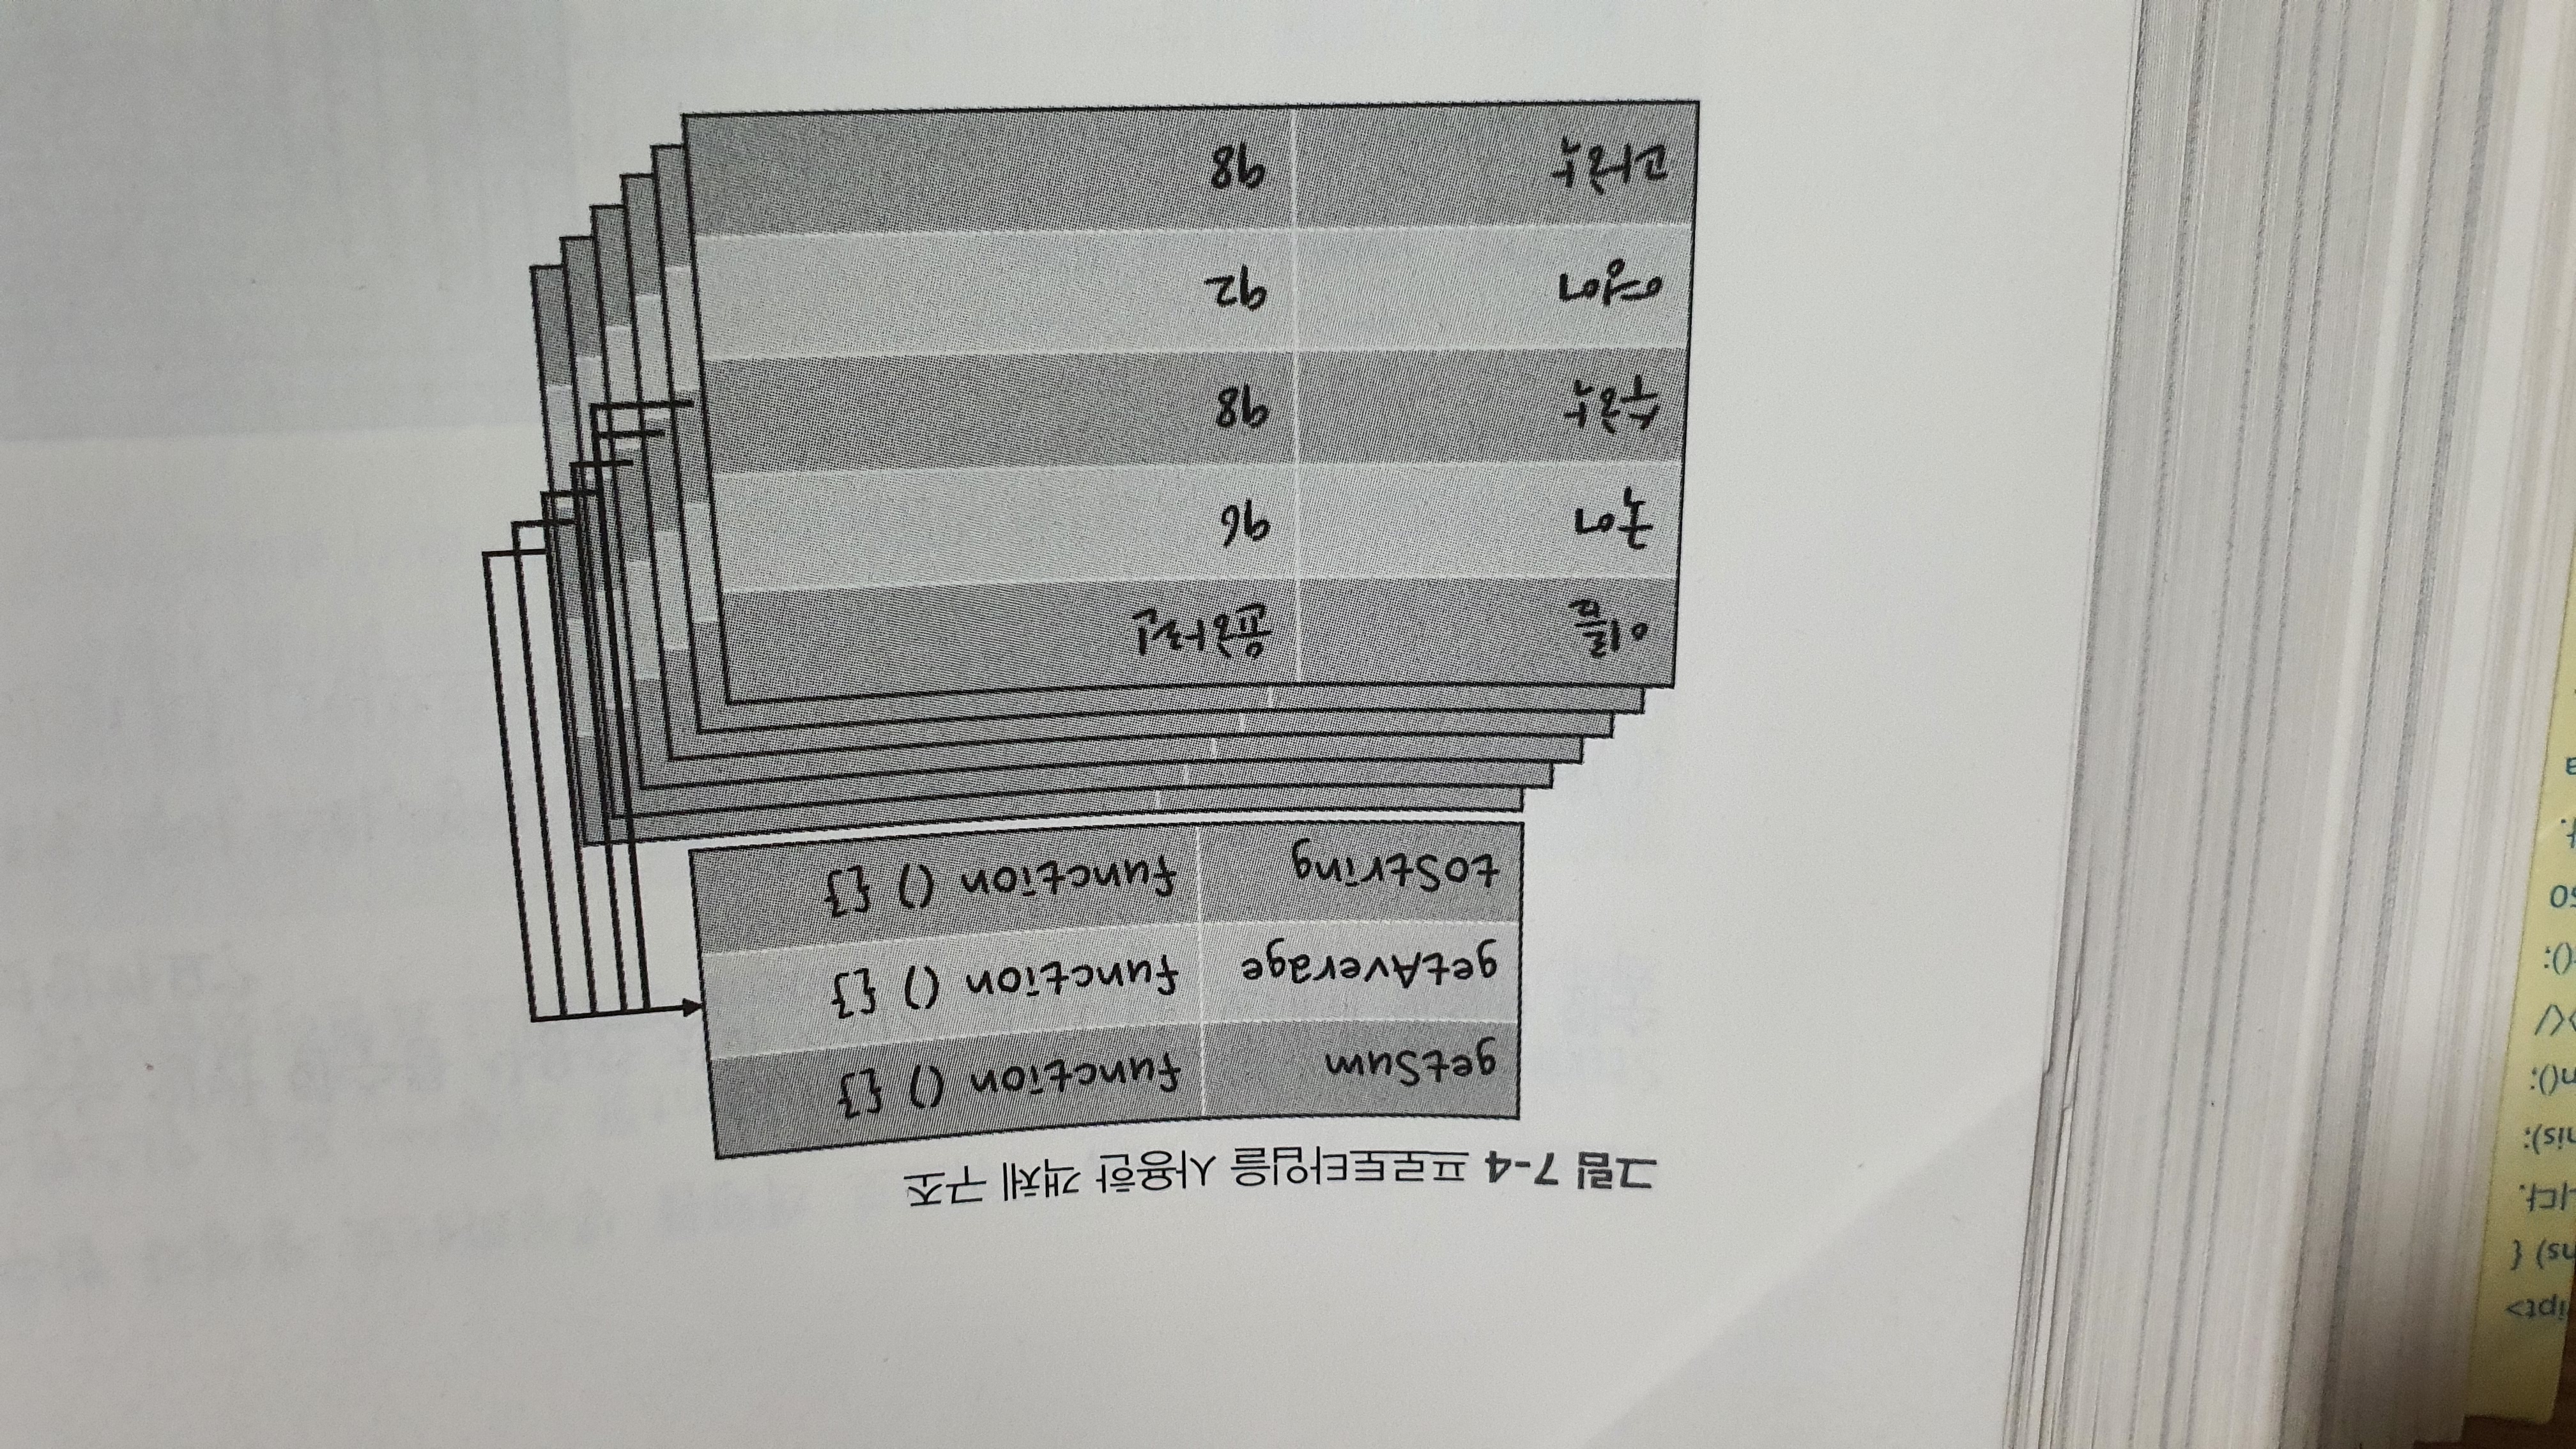 ipt>
ns) {
니다.
his);
n();
></
t();
50
다.
a
그림 7-4 프로토타입을 사용한 객체 구조
getSum function () {}
getAverage function () {}
toString function () {}
이름 윤하린
국어 96
수학 98
영어 92
과학 98